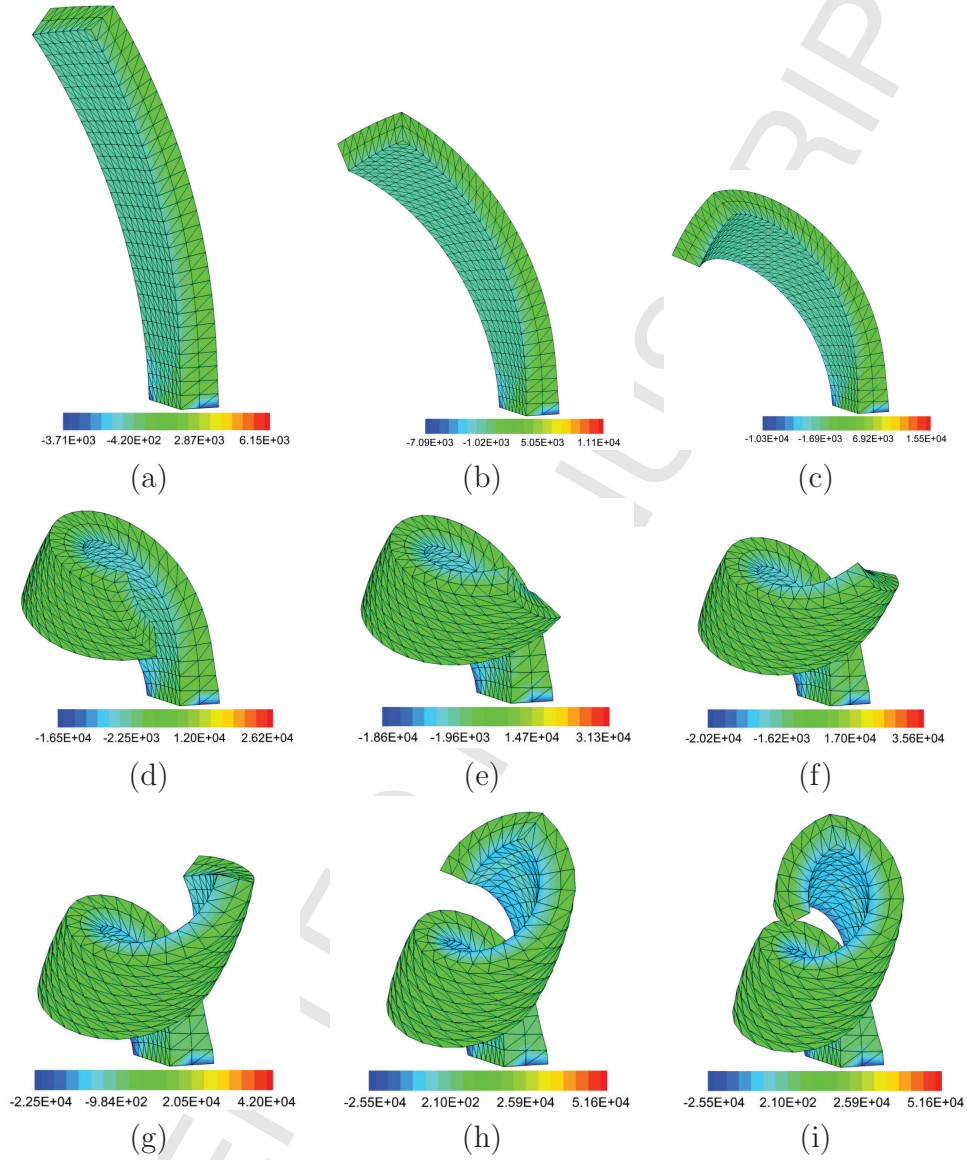 -3.71E+03 -4.20E+02 2.87E+03 6.15E+03
(a)
-7.09E+03 -1.02E+03 5.05E+03 1.11E+04
(b)
-1.03E+04 -1.69E+03 6.92E+03 1.55E+04
(c)
-1.65E+04 -2.25E+03 1.20E+04 2.62E+04
(d)
-1.86E+04 -1.96E+03 1.47E+04 3.13E+04
(e)
-2.02E+04 -1.62E+03 1.70E+04 3.56E+04
(f)
-2.25E+04 -9.84E+02 2.05E+04 4.20E+04
(g)
-2.55E+04 2.10E+02 2.59E+04 5.16E+04
(h)
-2.55E+04 2.10E+02 2.59E+04 5.16E+04
(i)